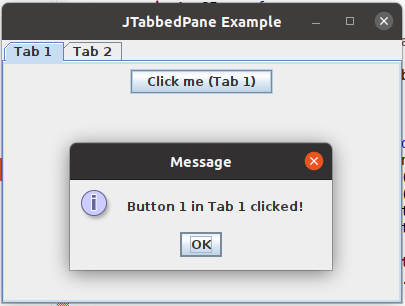 JTabbedPane Example
Tab 1 Tab 2
Click me (Tab 1)
Message
Button 1 in Tab 1 clicked!
OK